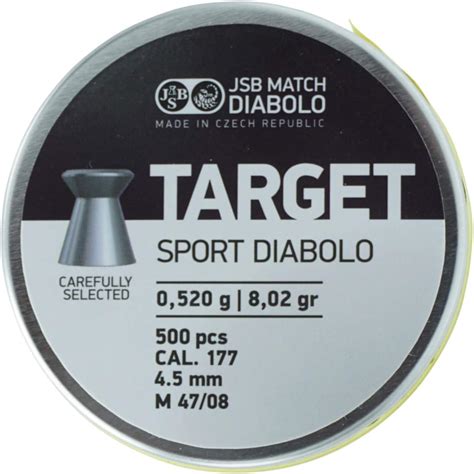 JSB
JSB MATCH
DIABOLO
MADE IN CZECH REPUBLIC
TARGET
SPORT DIABOLO
CAREFULLY
SELECTED
0,520 g | 8,02 gr
500 pcs
CAL. 177
4.5 mm
M 47/08